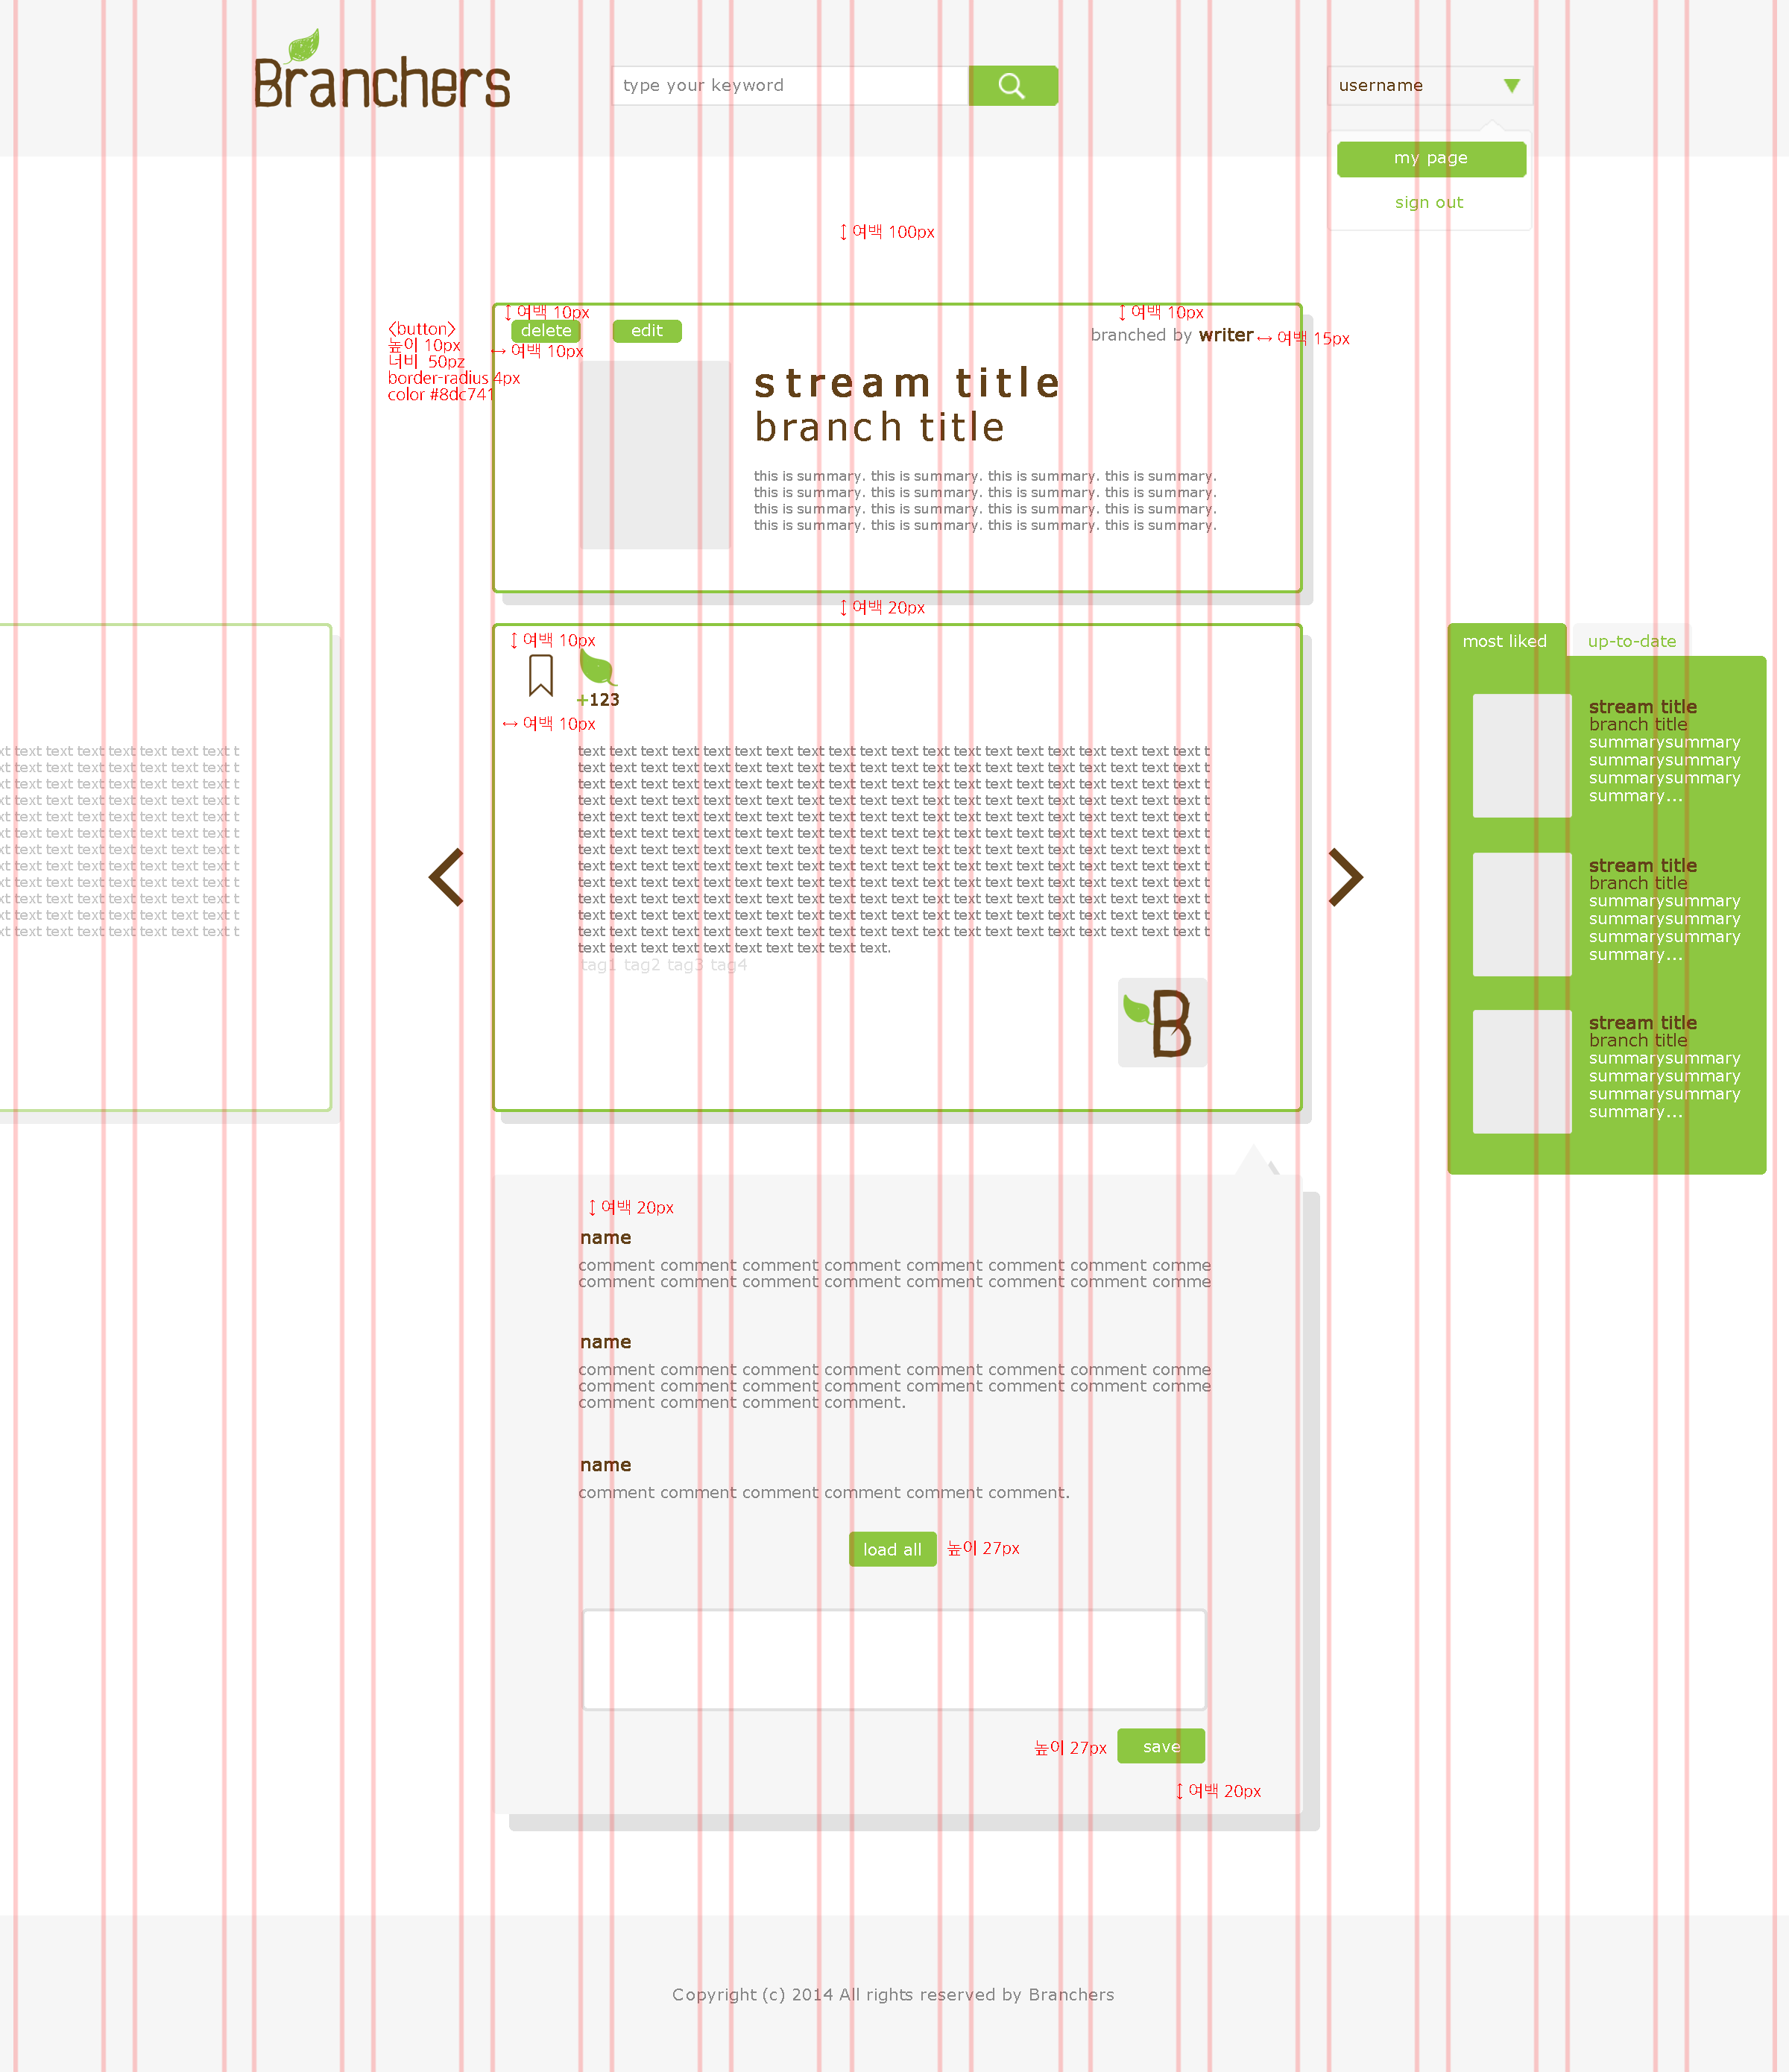 Branchers
type your keyword
username
my page
sign out
↕ 여백 100px
<button>
높이 10px
너비 50pz
border-radius 4px
color #8dc741
↕ 여백 10px
↕ 여백 10px
delete
edit
branched by writer
↔ 여백 15px
↔ 여백 10px
stream title
branch title
this is summary. this is summary. this is summary. this is summary.
this is summary. this is summary. this is summary. this is summary.
this is summary. this is summary. this is summary. this is summary.
this is summary. this is summary. this is summary. this is summary.
↕ 여백 20px
↕ 여백 10px
+123
↔ 여백 10px
xt text text text text text text text t
xt text text text text text text text t
xt text text text text text text text t
xt text text text text text text text t
xt text text text text text text text t
xt text text text text text text text t
xt text text text text text text text t
xt text text text text text text text t
xt text text text text text text text t
xt text text text text text text text t
xt text text text text text text text t
xt text text text text text text text t
text text text text text text text text text text text text text text text text text text text text t
text text text text text text text text text text text text text text text text text text text text t
text text text text text text text text text text text text text text text text text text text text t
text text text text text text text text text text text text text text text text text text text text t
text text text text text text text text text text text text text text text text text text text text t
text text text text text text text text text text text text text text text text text text text text t
text text text text text text text text text text text text text text text text text text text text t
text text text text text text text text text text text text text text text text text text text text t
text text text text text text text text text text text text text text text text text text text text t
text text text text text text text text text text text text text text text text text text text text t
text text text text text text text text text text text text text text text text text text text text t
text text text text text text text text text text text text text text text text text text text text t
text text text text text text text text text text.
tag1 tag2 tag3 tag4
B
most liked
up-to-date
stream title
branch title
summarysummary
summarysummary
summarysummary
summary...
stream title
branch title
summarysummary
summarysummary
summarysummary
summary...
stream title
branch title
summarysummary
summarysummary
summarysummary
summary...
↕ 여백 20px
name
comment comment comment comment comment comment comment comme
comment comment comment comment comment comment comment comme
name
comment comment comment comment comment comment comment comme
comment comment comment comment comment comment comment comme
comment comment comment comment.
name
comment comment comment comment comment comment.
load all
높이 27px
높이 27px
save
↕ 여백 20px
Copyright (c) 2014 All rights reserved by Branchers